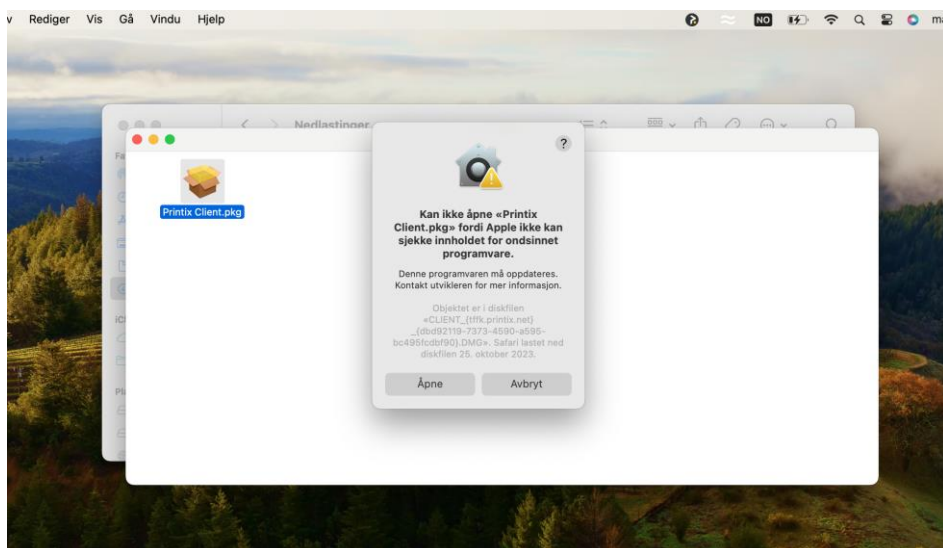 Rediger Vis Gå Vindu Hjelp
NO
Nedlastinger
?
Printix Client.pkg
Kan ikke åpne «Printix
Client.pkg» fordi Apple ikke kan
sjekke innholdet for ondsinnet
programvare.
Denne programvaren må oppdateres.
Kontakt utvikleren for mer informasjon.
Objektet er i diskfilen
«CLIENT_{tffk.printix.net}
_{dbd92119-7373-4590-a595-
bc495fcdbf90}.DMG». Safari lastet ned
diskfilen 25. oktober 2023.
Åpne
Avbryt